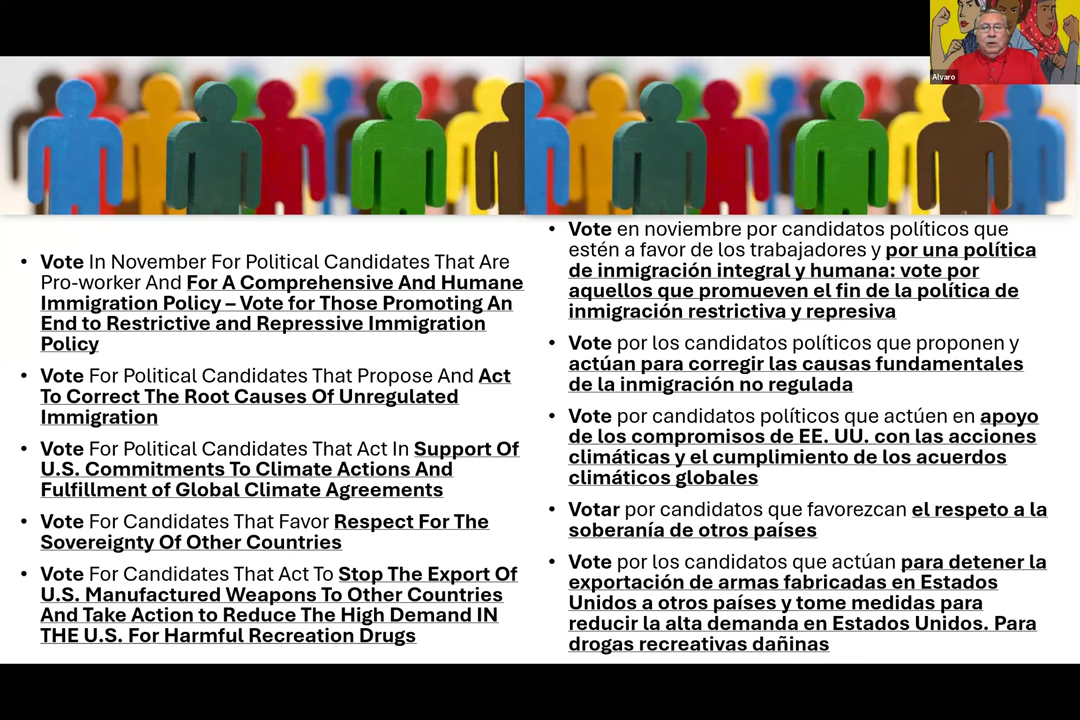 Alvaro
• Vote In November For Political Candidates That Are
Pro-worker And For A Comprehensive And Humane
Immigration Policy – Vote for Those Promoting An
End to Restrictive and Repressive Immigration
Policy
• Vote For Political Candidates That Propose And Act
To Correct The Root Causes Of Unregulated
Immigration
• Vote For Political Candidates That Act In Support Of
U.S. Commitments To Climate Actions And
Fulfillment of Global Climate Agreements
• Vote For Candidates That Favor Respect For The
Sovereignty Of Other Countries
• Vote For Candidates That Act To Stop The Export Of
U.S. Manufactured Weapons To Other Countries
And Take Action to Reduce The High Demand IN
THE U.S. For Harmful Recreation Drugs
• Vote en noviembre por candidatos políticos que
estén a favor de los trabajadores y por una política
de inmigración integral y humana: vote por
aquellos que promueven el fin de la política de
inmigración restrictiva y represiva
• Vote por los candidatos políticos que proponen y
actúan para corregir las causas fundamentales
de la inmigración no regulada
• Vote por candidatos políticos que actúen en apoyo
de los compromisos de EE. UU. con las acciones
climáticas y el cumplimiento de los acuerdos
climáticos globales
• Votar por candidatos que favorezcan el respeto a la
soberanía de otros países
• Vote por los candidatos que actúan para detener la
exportación de armas fabricadas en Estados
Unidos a otros países y tome medidas para
reducir la alta demanda en Estados Unidos. Para
drogas recreativas dañinas